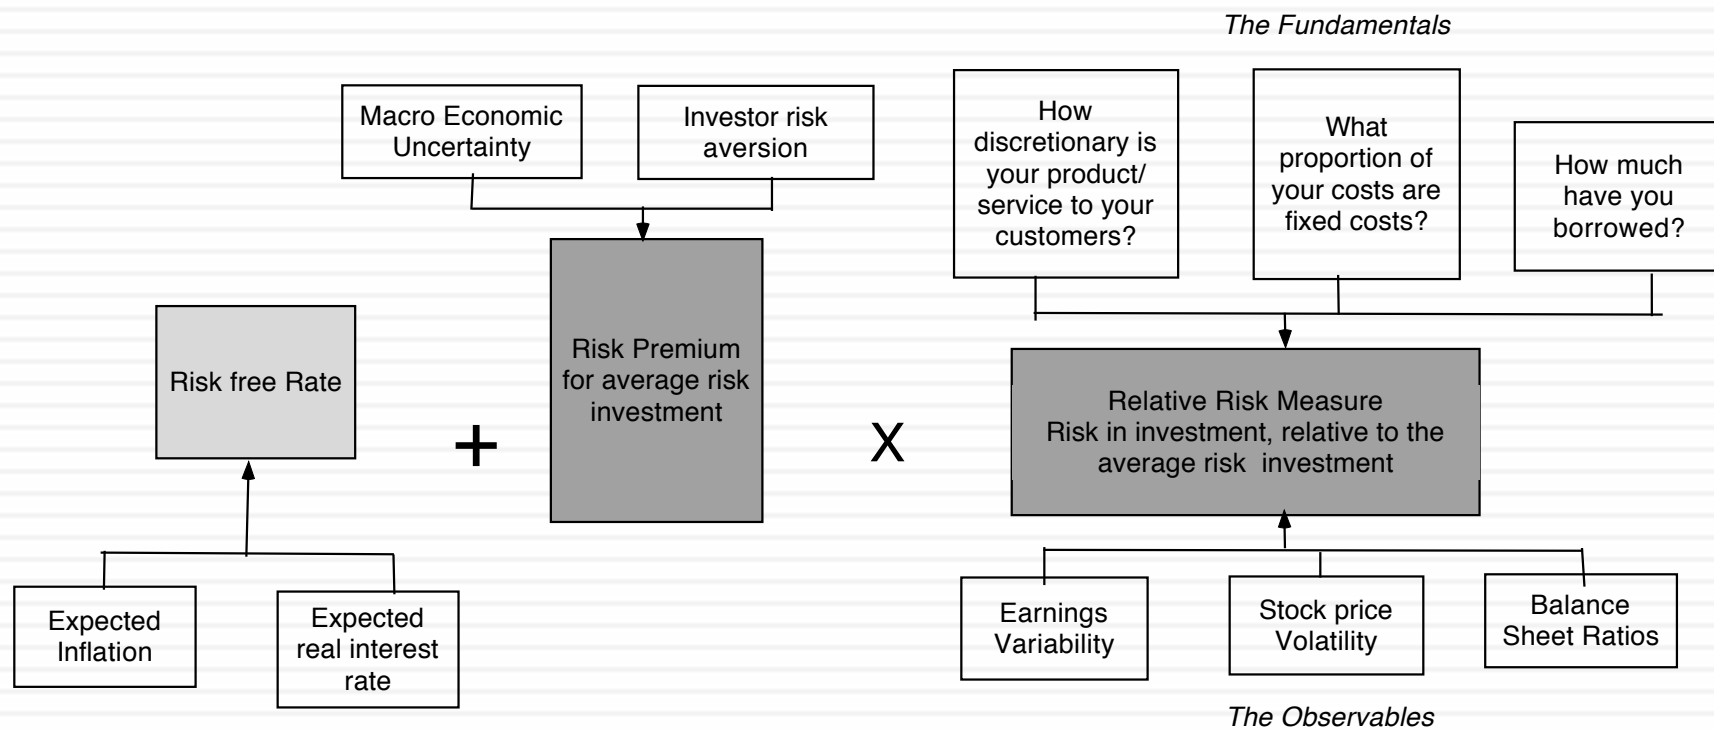 The Fundamentals
Macro Economic
Uncertainty
Investor risk
aversion
How
discretionary is
your product/
service to your
customers?
What
proportion of
your costs are
fixed costs?
How much
have you
borrowed?
Risk free Rate
+
Risk Premium
for average risk
investment
X
Relative Risk Measure
Risk in investment, relative to the
average risk investment
Expected
Inflation
Expected
real interest
rate
Earnings
Variability
Stock price
Volatility
Balance
Sheet Ratios
The Observables